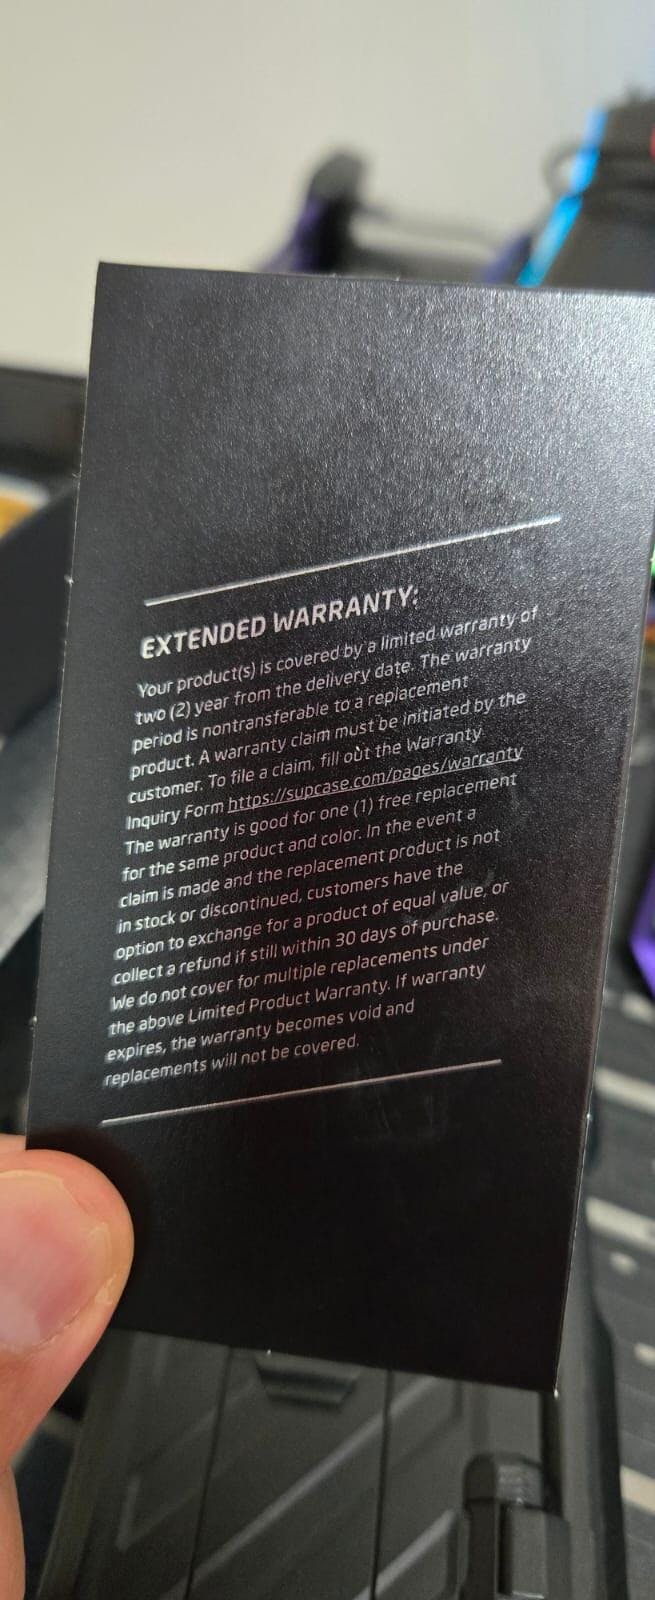 EXTENDED WARRANTY:
Your product(s) is covered by a limited warranty of
two (2) year from the delivery date. The warranty
period is nontransferable to a replacement
product. A warranty claim must be initiated by the
customer. To file a claim, fill out the Warranty
Inquiry Form https://supcase.com/pages/warranty
The warranty is good for one (1) free replacement
for the same product and color. In the event a
claim is made and the replacement product is not
in stock or discontinued, customers have the
option to exchange for a product of equal value, or
collect a refund if still within 30 days of purchase.
We do not cover for multiple replacements under
the above Limited Product Warranty. If warranty
expires, the warranty becomes void and
replacements will not be covered.